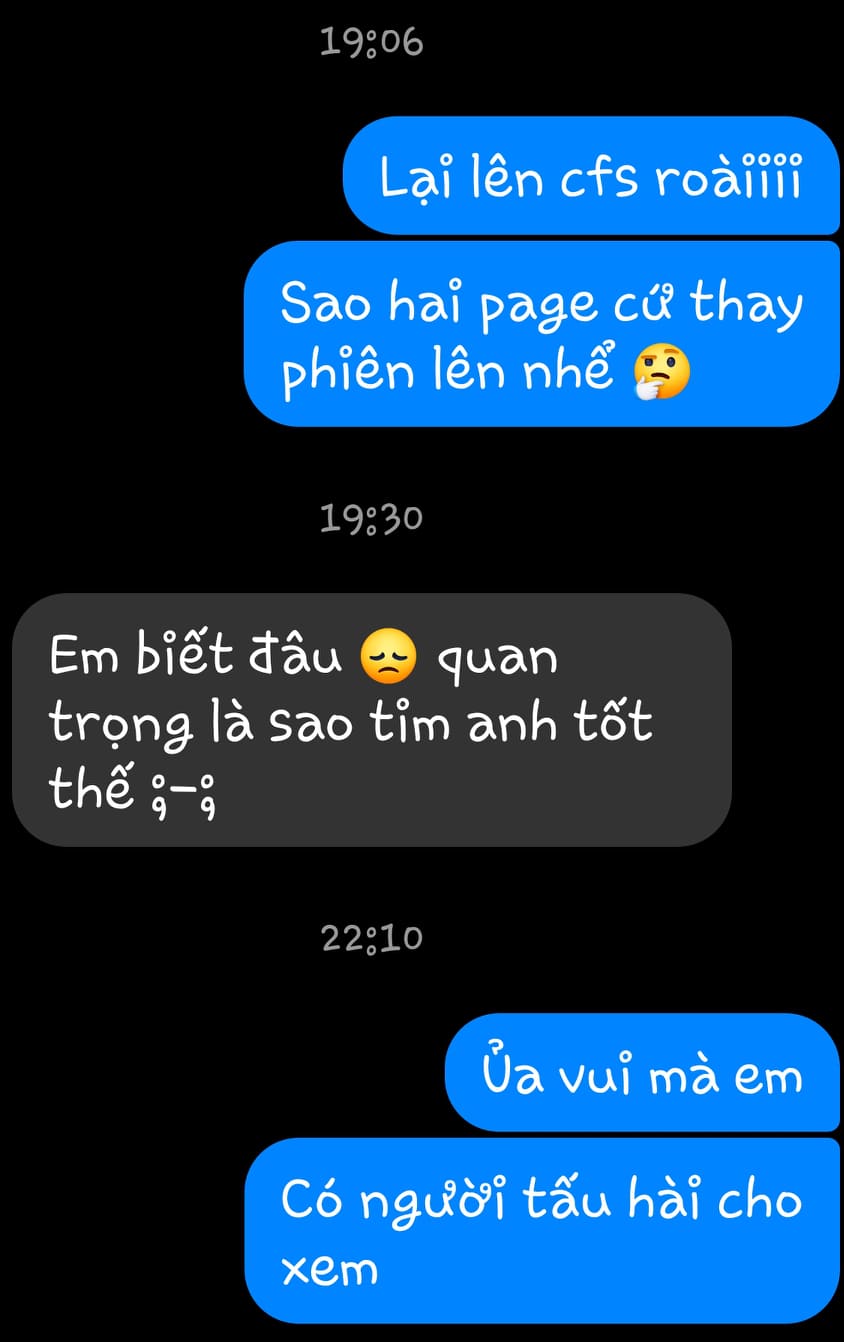 19:06
Lại lên cfs roàiiii
Sao hai page cứ thay
phiên lên nhể 🤔
19:30
Em biết đâu 😞 quan
trọng là sao tim anh tốt
thế ;-;
22:10
Ủa vui mà em
Có người tấu hài cho
xem